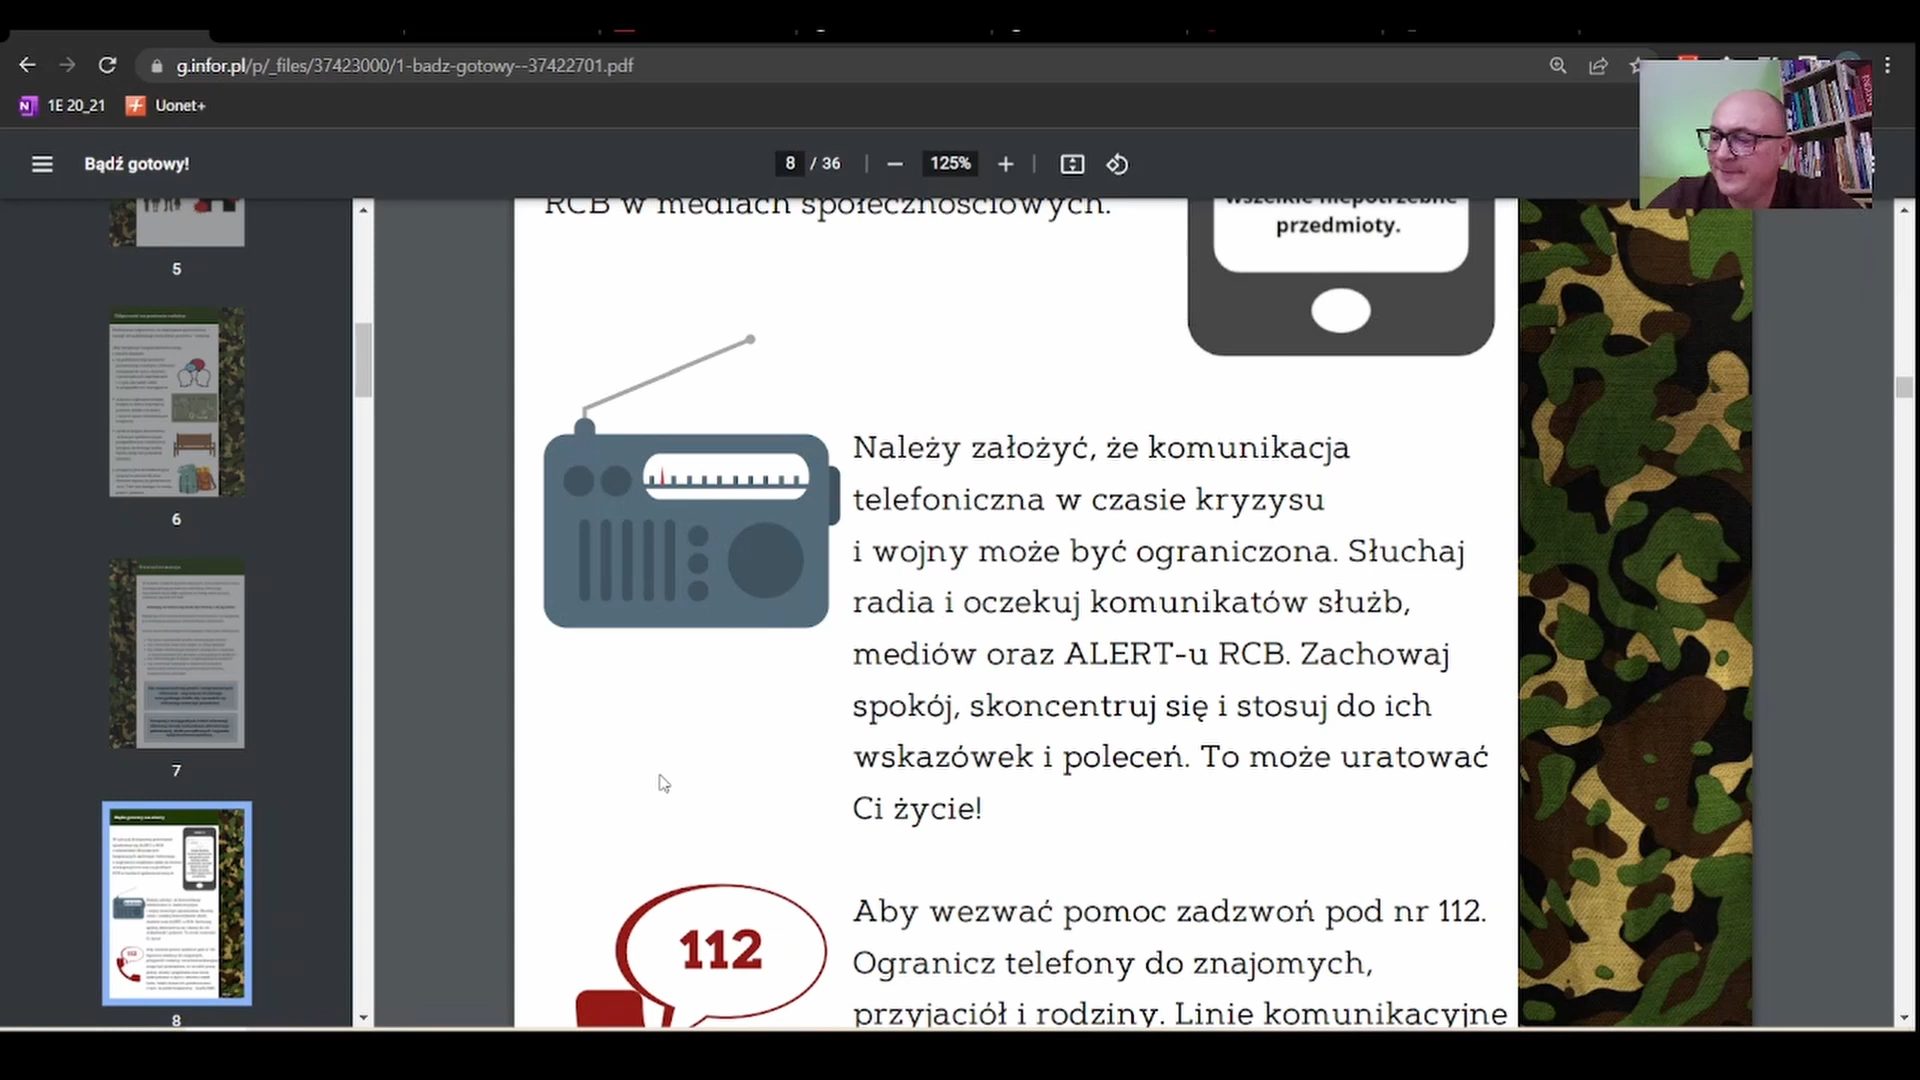 g.infor.pl/p/_files/37423000/1-badz-gotowy--37422701.pdf
1E 20_21
Uonet+
Bądź gotowy!
8 / 36
125%
RCB w mediach społecznościowych.
wszelkie niepotrzebne
przedmioty.
5
6
7
8
Należy założyć, że komunikacja
telefoniczna w czasie kryzysu
i wojny może być ograniczona. Słuchaj
radia i oczekuj komunikatów służb,
mediów oraz ALERT-u RCB. Zachowaj
spokój, skoncentruj się i stosuj do ich
wskazówek i poleceń. To może uratować
Ci życie!
112
Aby wezwać pomoc zadzwoń pod nr 112.
Ogranicz telefony do znajomych,
przyjaciół i rodziny. Linie komunikacyjne